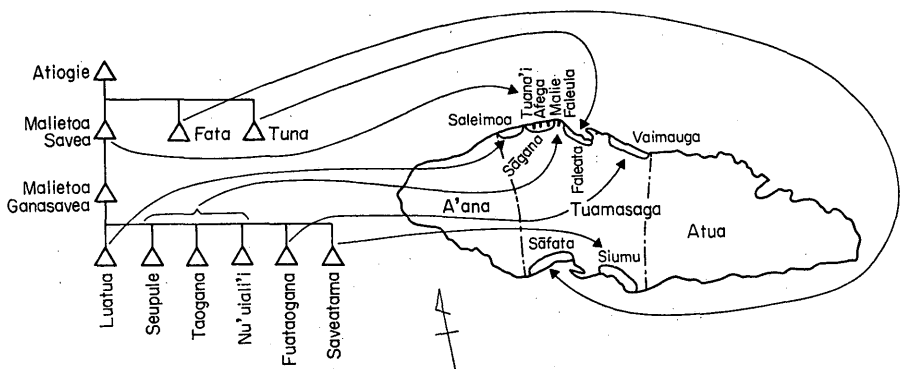 Atiogie
Malietoa
Savea
Fata
Tuna
Malietoa
Ganasavea
Luatua
Seupule
Taogana
Nu'uiali'i
Fuataogana
Saveatama
Saleimoa
Tuana'i
Afega
Malie
Faleula
Sāgana
Faleata
Vaimauga
A'ana
Tuamasaga
Atua
Sāfata
Siumu